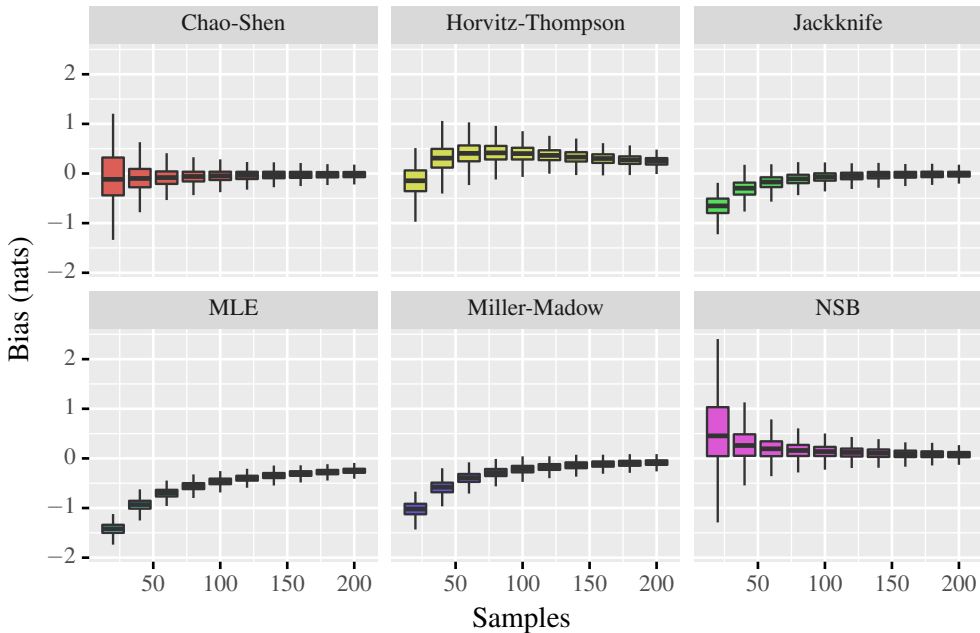 Chao-Shen Horvitz-Thompson Jackknife
2
1
0
−1
−2
MLE Miller-Madow NSB
2
1
0
−1
−2
50 100 150 200 50 100 150 200 50 100 150 200
Samples
Bias (nats)